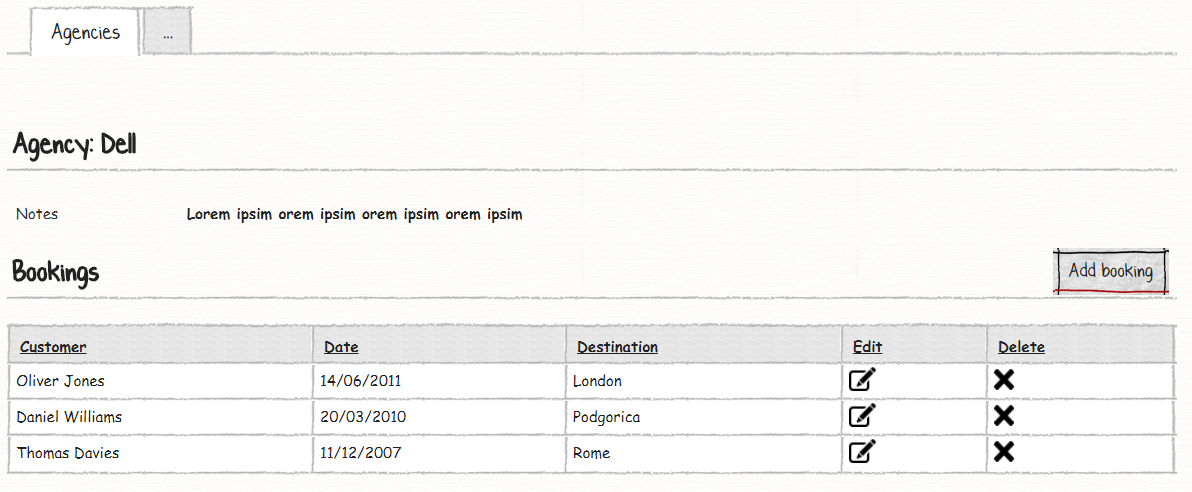 Agencies ...
Agency: Dell
Notes Lorem ipsim orem ipsim orem ipsim orem ipsim
Bookings Add booking
Customer Date Destination Edit Delete
Oliver Jones 14/06/2011 London
Daniel Williams 20/03/2010 Podgorica
Thomas Davies 11/12/2007 Rome